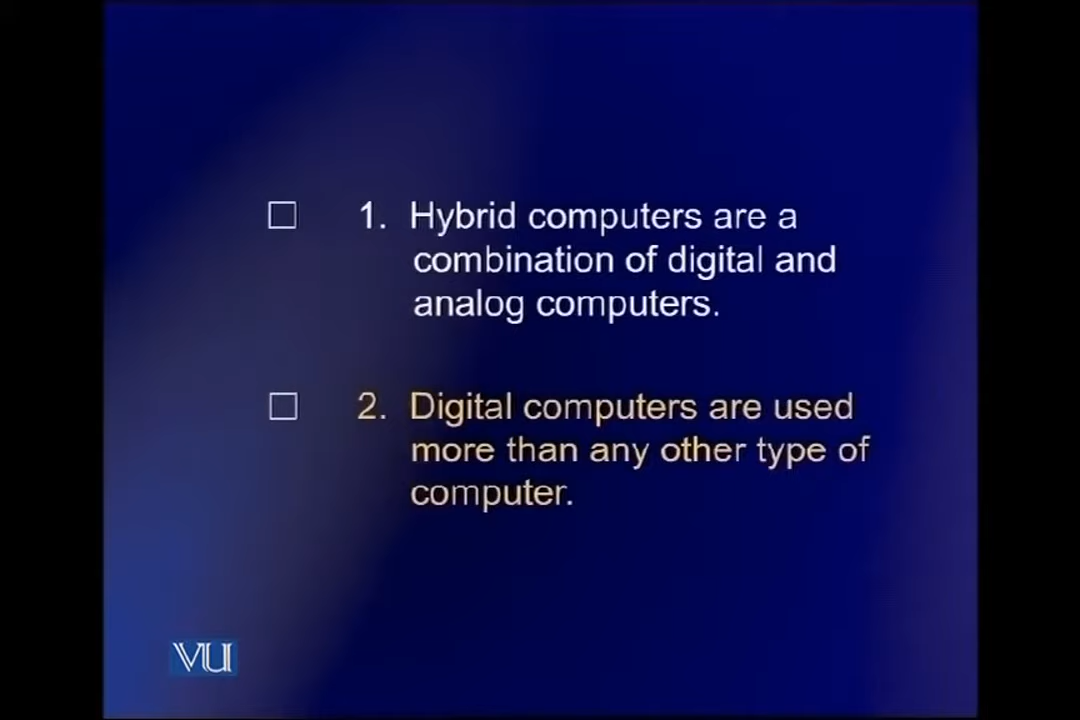 1. Hybrid computers are a
combination of digital and
analog computers.
2. Digital computers are used
more than any other type of
computer.
VU